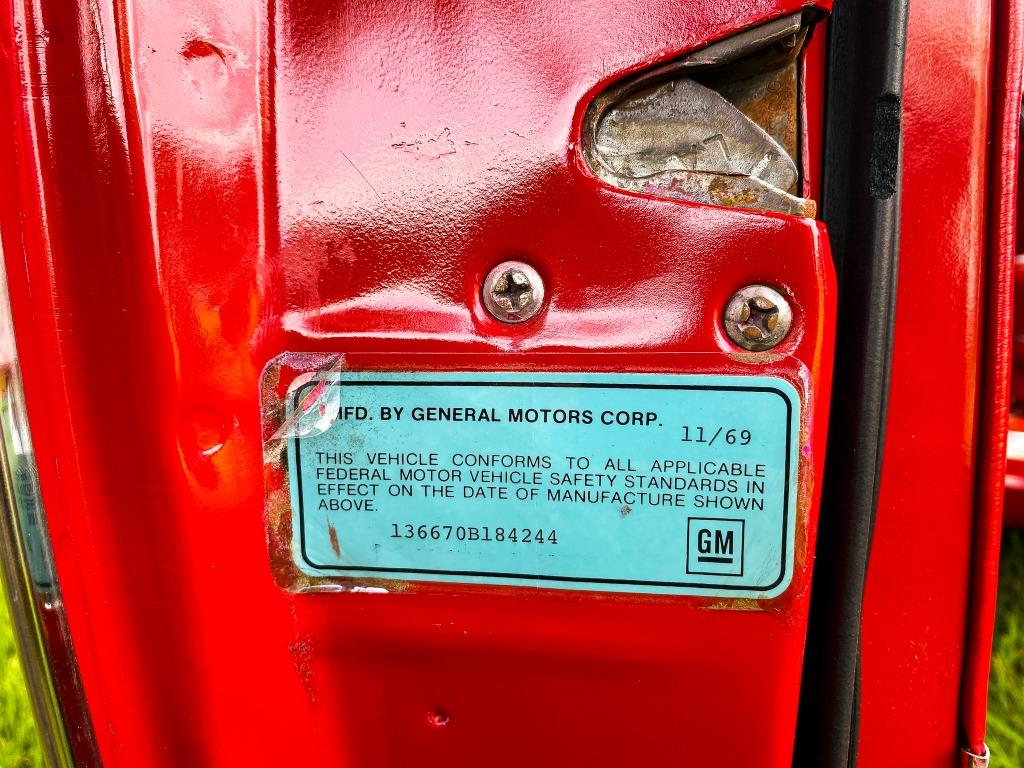 MFD. BY GENERAL MOTORS CORP.
11/69
THIS VEHICLE CONFORMS TO ALL APPLICABLE
FEDERAL MOTOR VEHICLE SAFETY STANDARDS IN
EFFECT ON THE DATE OF MANUFACTURE SHOWN
ABOVE.
136670B184244
GM